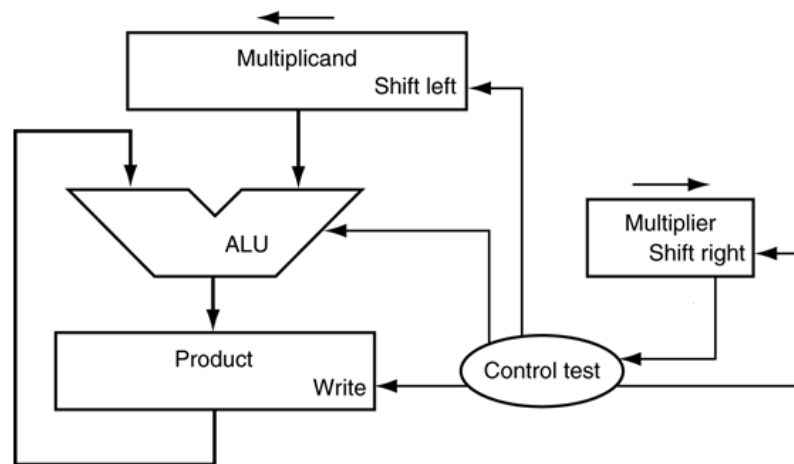 Multiplicand
Shift left
Multiplier
Shift right
ALU
Product
Write
Control test